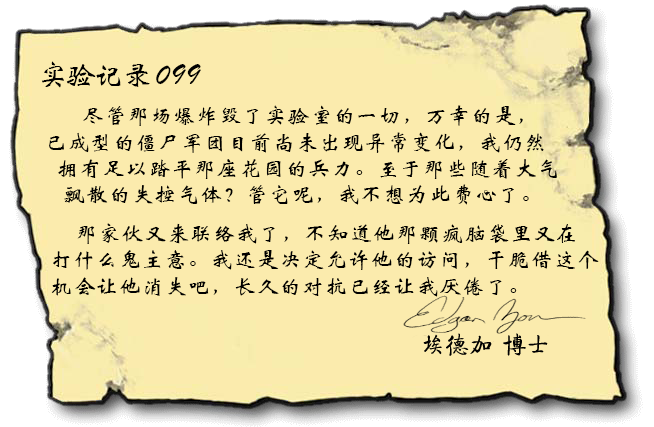 实验记录099
尽管那场爆炸毁了实验室的一切，万幸的是，
已成型的僵尸军团目前尚未出现异常变化，我仍然
拥有足以踏平那座花园的兵力。至于那些随着大气
飘散的失控气体？管它呢，我不想为此费心了。
那家伙又来联络我了，不知道他那颗疯脑袋里又在
打什么鬼主意。我还是决定允许他的访问，干脆借这个
机会让他消失吧，长久的对抗已经让我厌倦了。
埃德加 博士